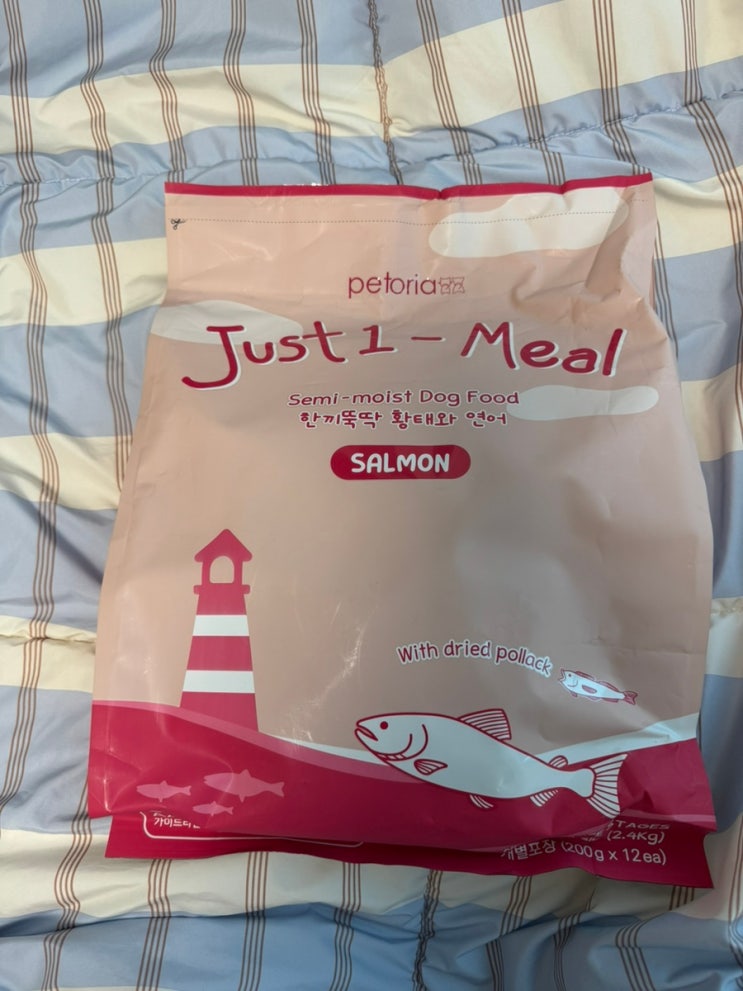 petoria
Just 1 - Meal
Semi-moist Dog Food
한끼뚝딱 황태와 연어
SALMON
With dried pollack
STAGES
(2.4Kg)
개별포장 (200g x 12ea)